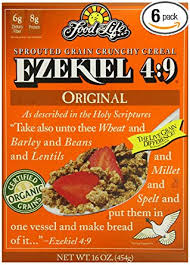 6
pack
6g
8g
Protein
Food for Life
SPROUTED GRAIN CRUNCHY CEREAL
EZEKIEL 4:9
ORIGINAL
As described in the Holy Scriptures
"Take also unto thee Wheat and
Barley and Beans
and Lentils
and Millet
and
Spelt and
put them in
one vessel and make bread
of it..." –Ezekiel 4:9
THE LIVE GRAIN
DIFFERENCE!
CERTIFIED
ORGANIC
GRAINS
NET WT. 16 OZ. (454g)